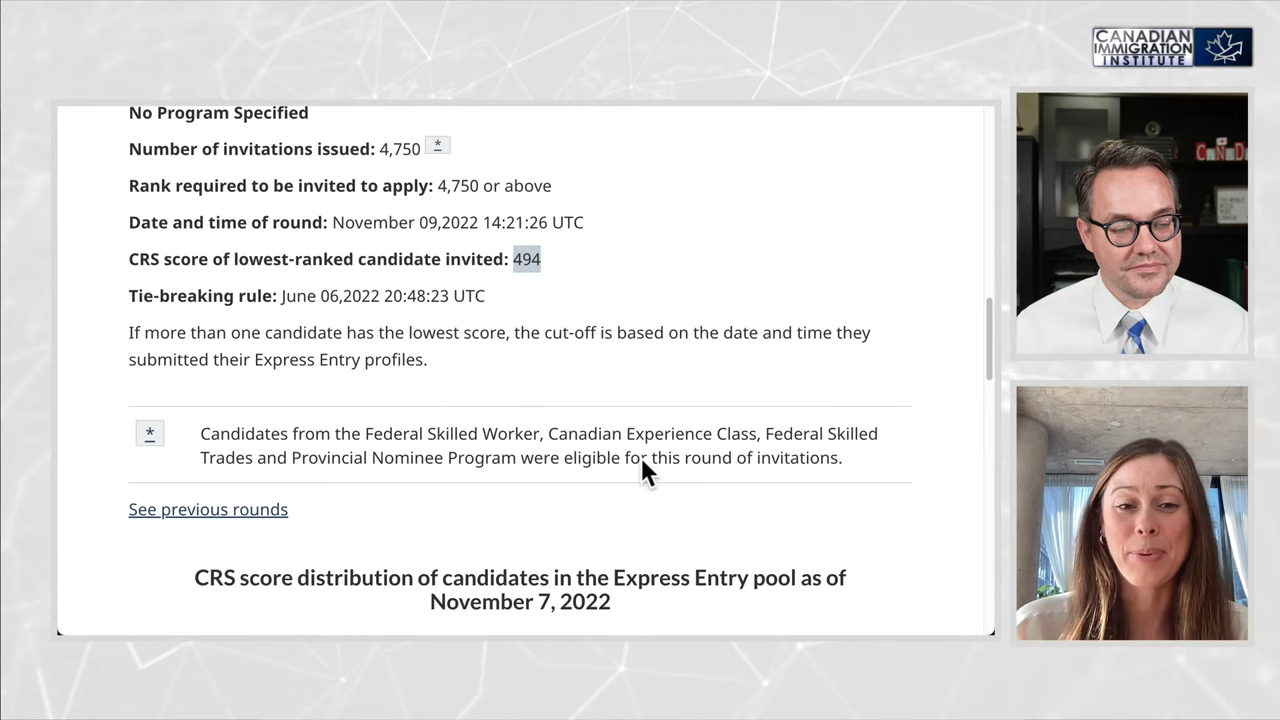 CANADIAN
IMMIGRATION
INSTITUTE
No Program Specified
Number of invitations issued: 4,750 *
Rank required to be invited to apply: 4,750 or above
Date and time of round: November 09,2022 14:21:26 UTC
CRS score of lowest-ranked candidate invited: 494
Tie-breaking rule: June 06,2022 20:48:23 UTC
If more than one candidate has the lowest score, the cut-off is based on the date and time they
submitted their Express Entry profiles.
* Candidates from the Federal Skilled Worker, Canadian Experience Class, Federal Skilled
Trades and Provincial Nominee Program were eligible for this round of invitations.
See previous rounds
CRS score distribution of candidates in the Express Entry pool as of
November 7, 2022